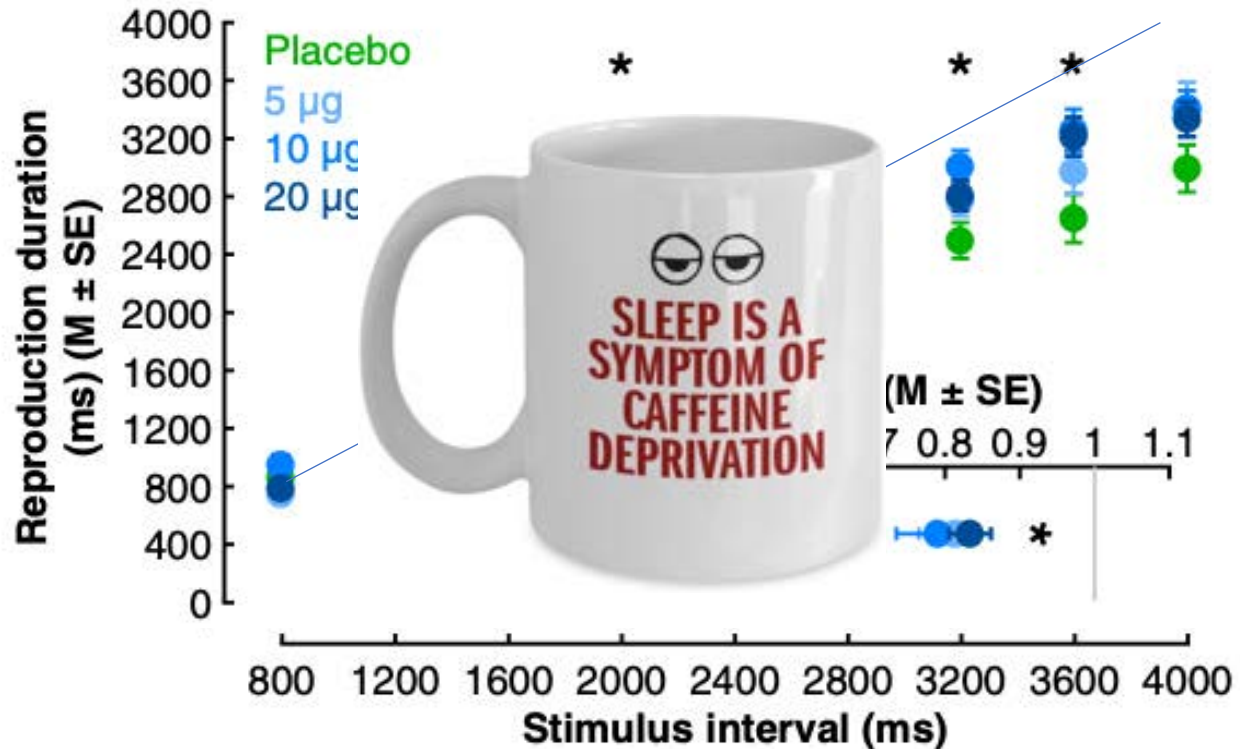 4000
3600
3200
2800
2400
2000
1600
1200
800
400
0
Reproduction duration
(ms) (M ± SE)
Placebo
5 µg
10 µg
20 µg
*
*
*
SLEEP IS A
SYMPTOM OF
CAFFEINE
DEPRIVATION
(M ± SE)
7 0.8 0.9 1 1.1
*
800 1200 1600 2000 2400 2800 3200 3600 4000
Stimulus interval (ms)